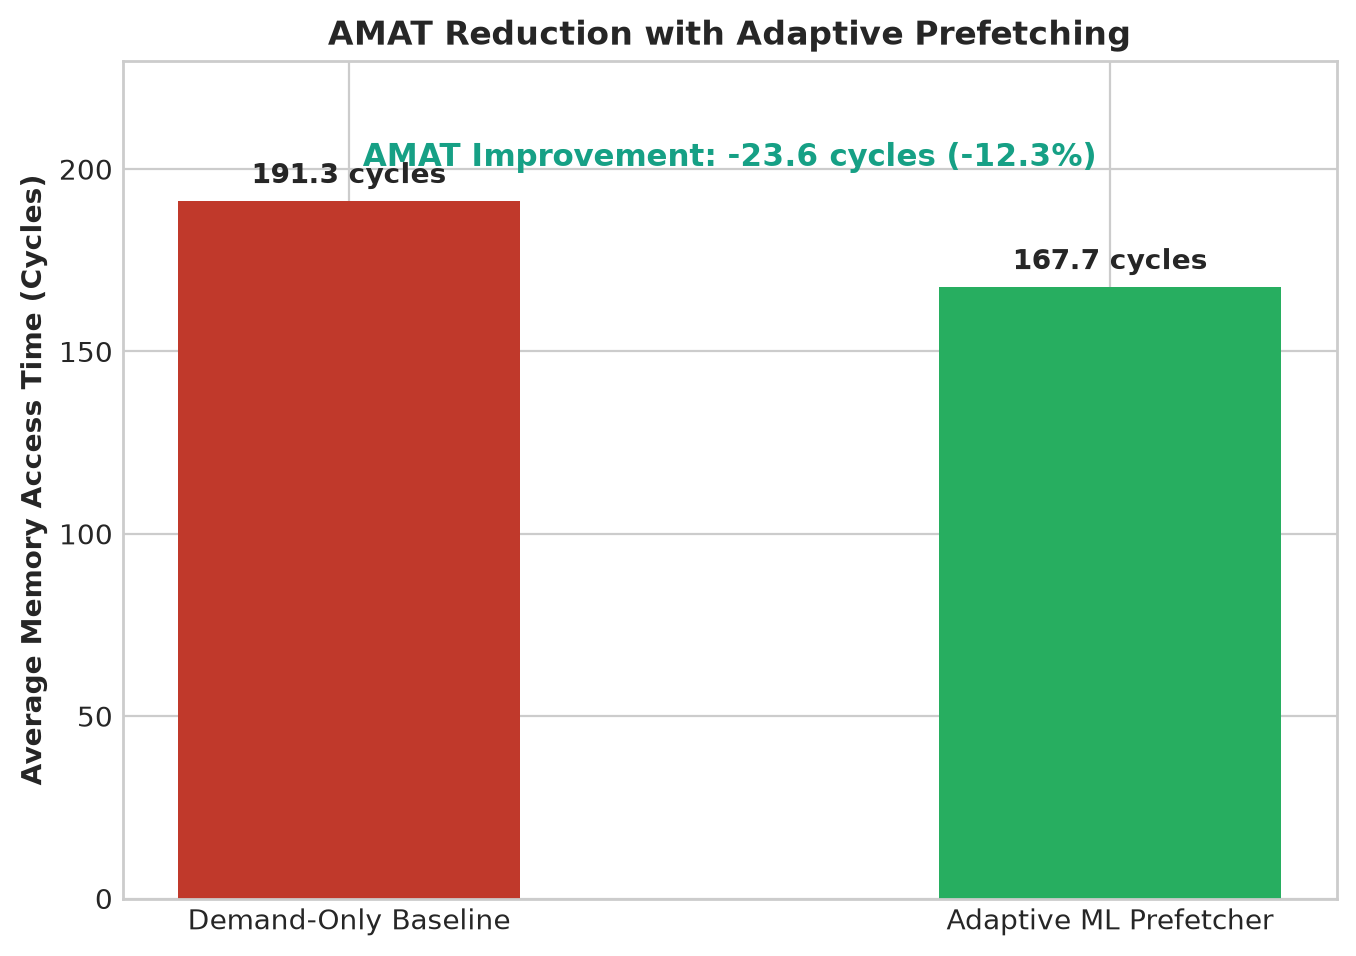 AMAT Reduction with Adaptive Prefetching
Average Memory Access Time (Cycles)
AMAT Improvement: -23.6 cycles (-12.3%)
191.3 cycles
167.7 cycles
200
150
100
50
0
Demand-Only Baseline
Adaptive ML Prefetcher